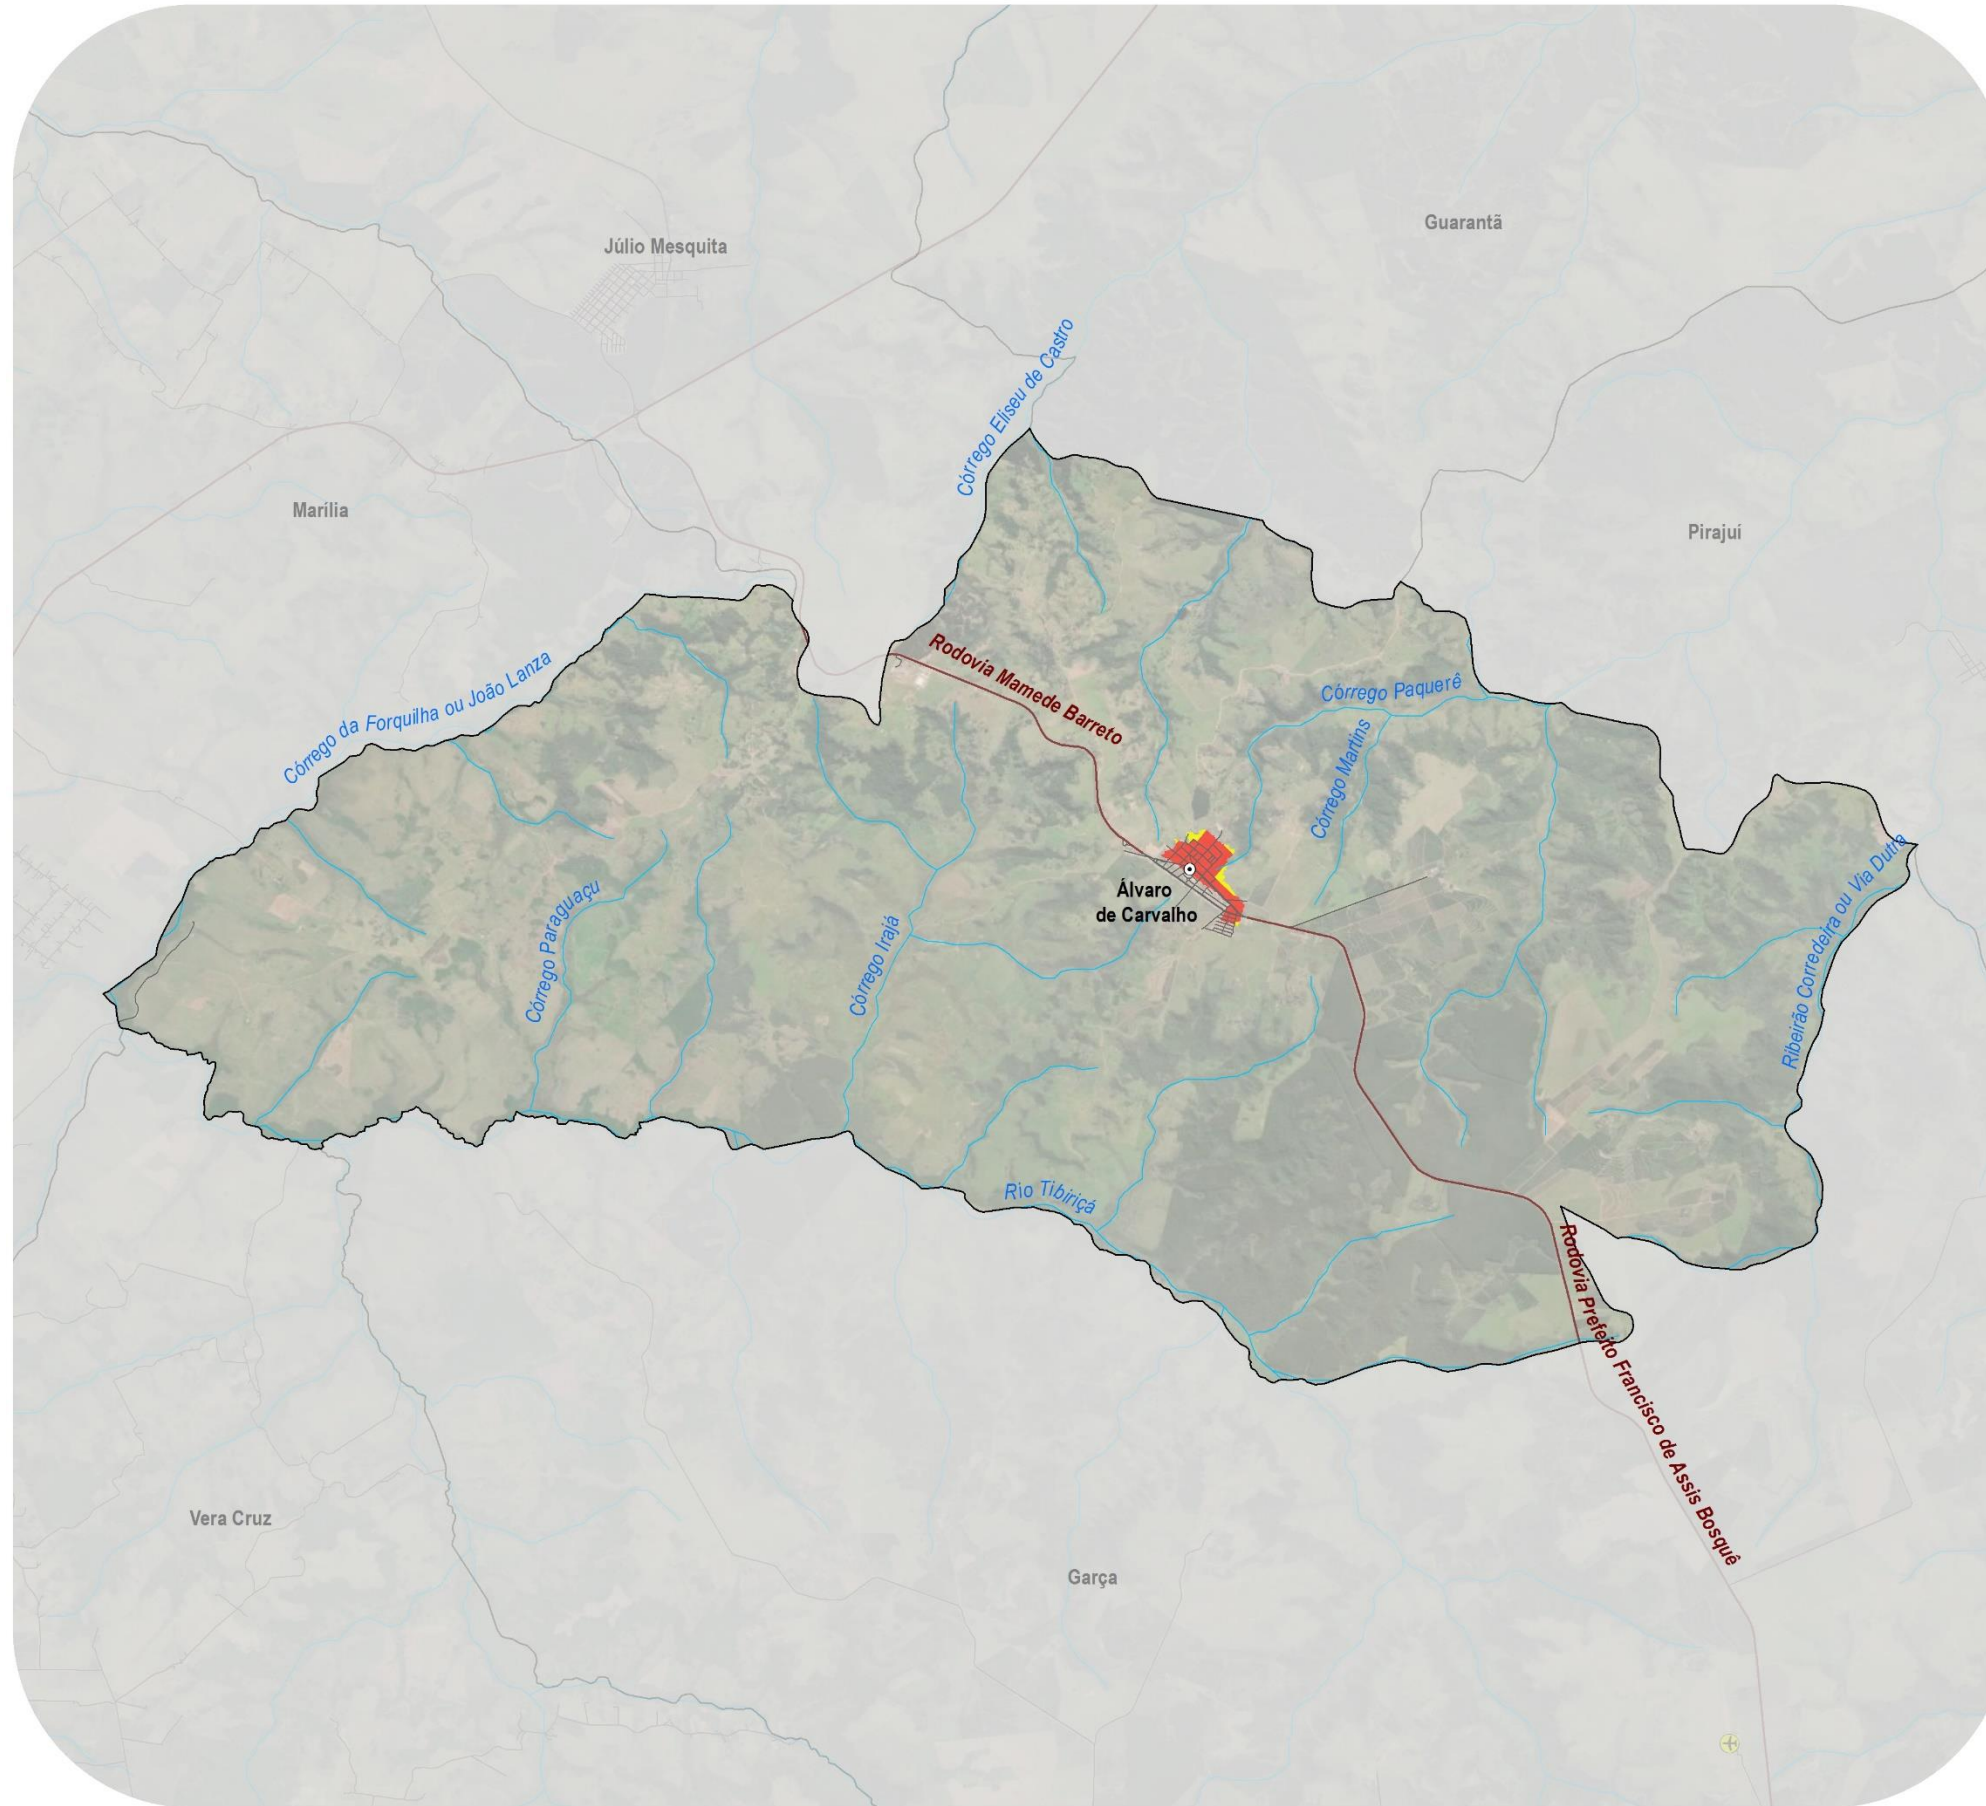 Guarantã
Júlio Mesquita
Córrego Eliseu de Castro
Marília
Pirajuí
Rodovia Mamede Barreto
Córrego da Forquilha ou João Lanza
Córrego Paquerê
Córrego Martins
Álvaro
de Carvalho
Córrego Paraguaçu
Córrego Irajá
Ribeirão Corredeira ou Via Dutra
Rio Tibiriçá
Rodovia Prefeito Francisco de Assis Bosquê
Vera Cruz
Garça